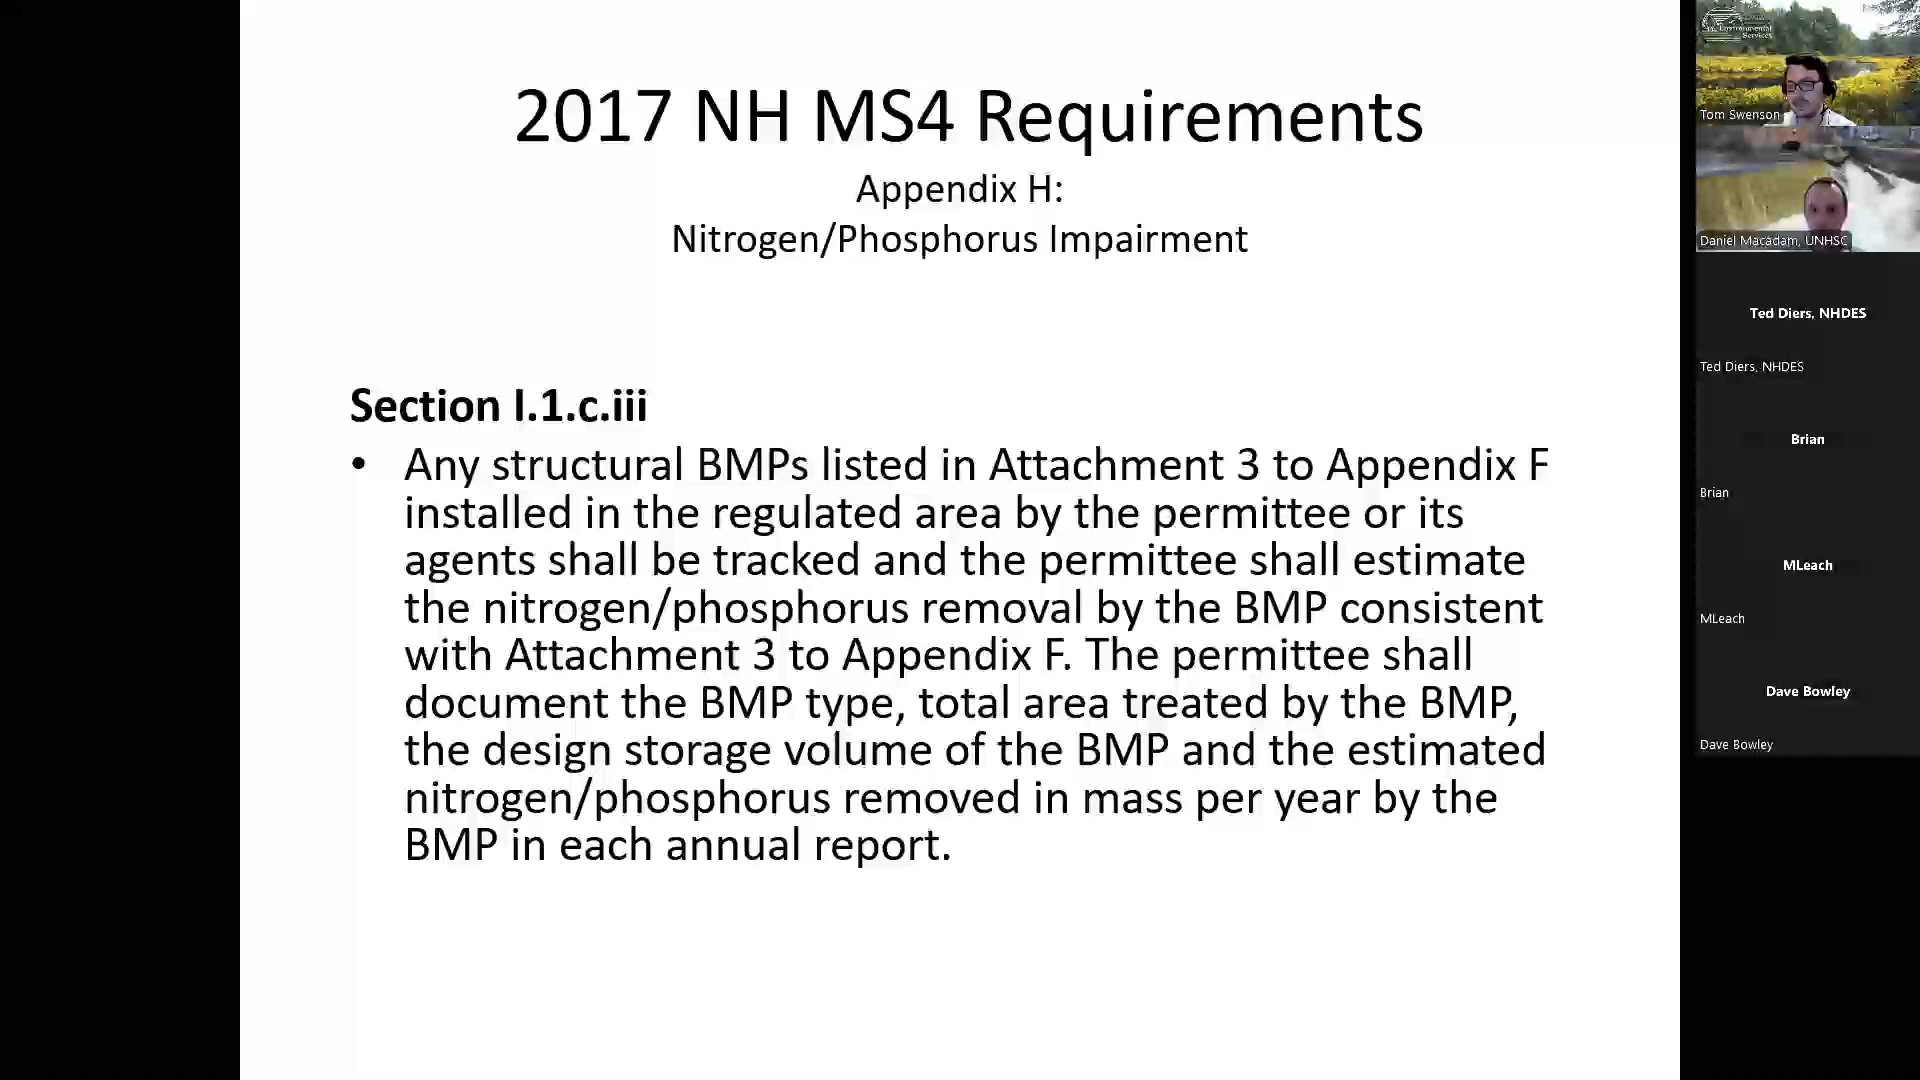 2017 NH MS4 Requirements
Appendix H:
Nitrogen/Phosphorus Impairment
Section I.1.c.iii
• Any structural BMPs listed in Attachment 3 to Appendix F
installed in the regulated area by the permittee or its
agents shall be tracked and the permittee shall estimate
the nitrogen/phosphorus removal by the BMP consistent
with Attachment 3 to Appendix F. The permittee shall
document the BMP type, total area treated by the BMP,
the design storage volume of the BMP and the estimated
nitrogen/phosphorus removed in mass per year by the
BMP in each annual report.
Environmental
Services
Tom Swenson
Daniel Macadam, UNHSC
Ted Diers, NHDES
Ted Diers, NHDES
Brian
Brian
MLeach
MLeach
Dave Bowley
Dave Bowley